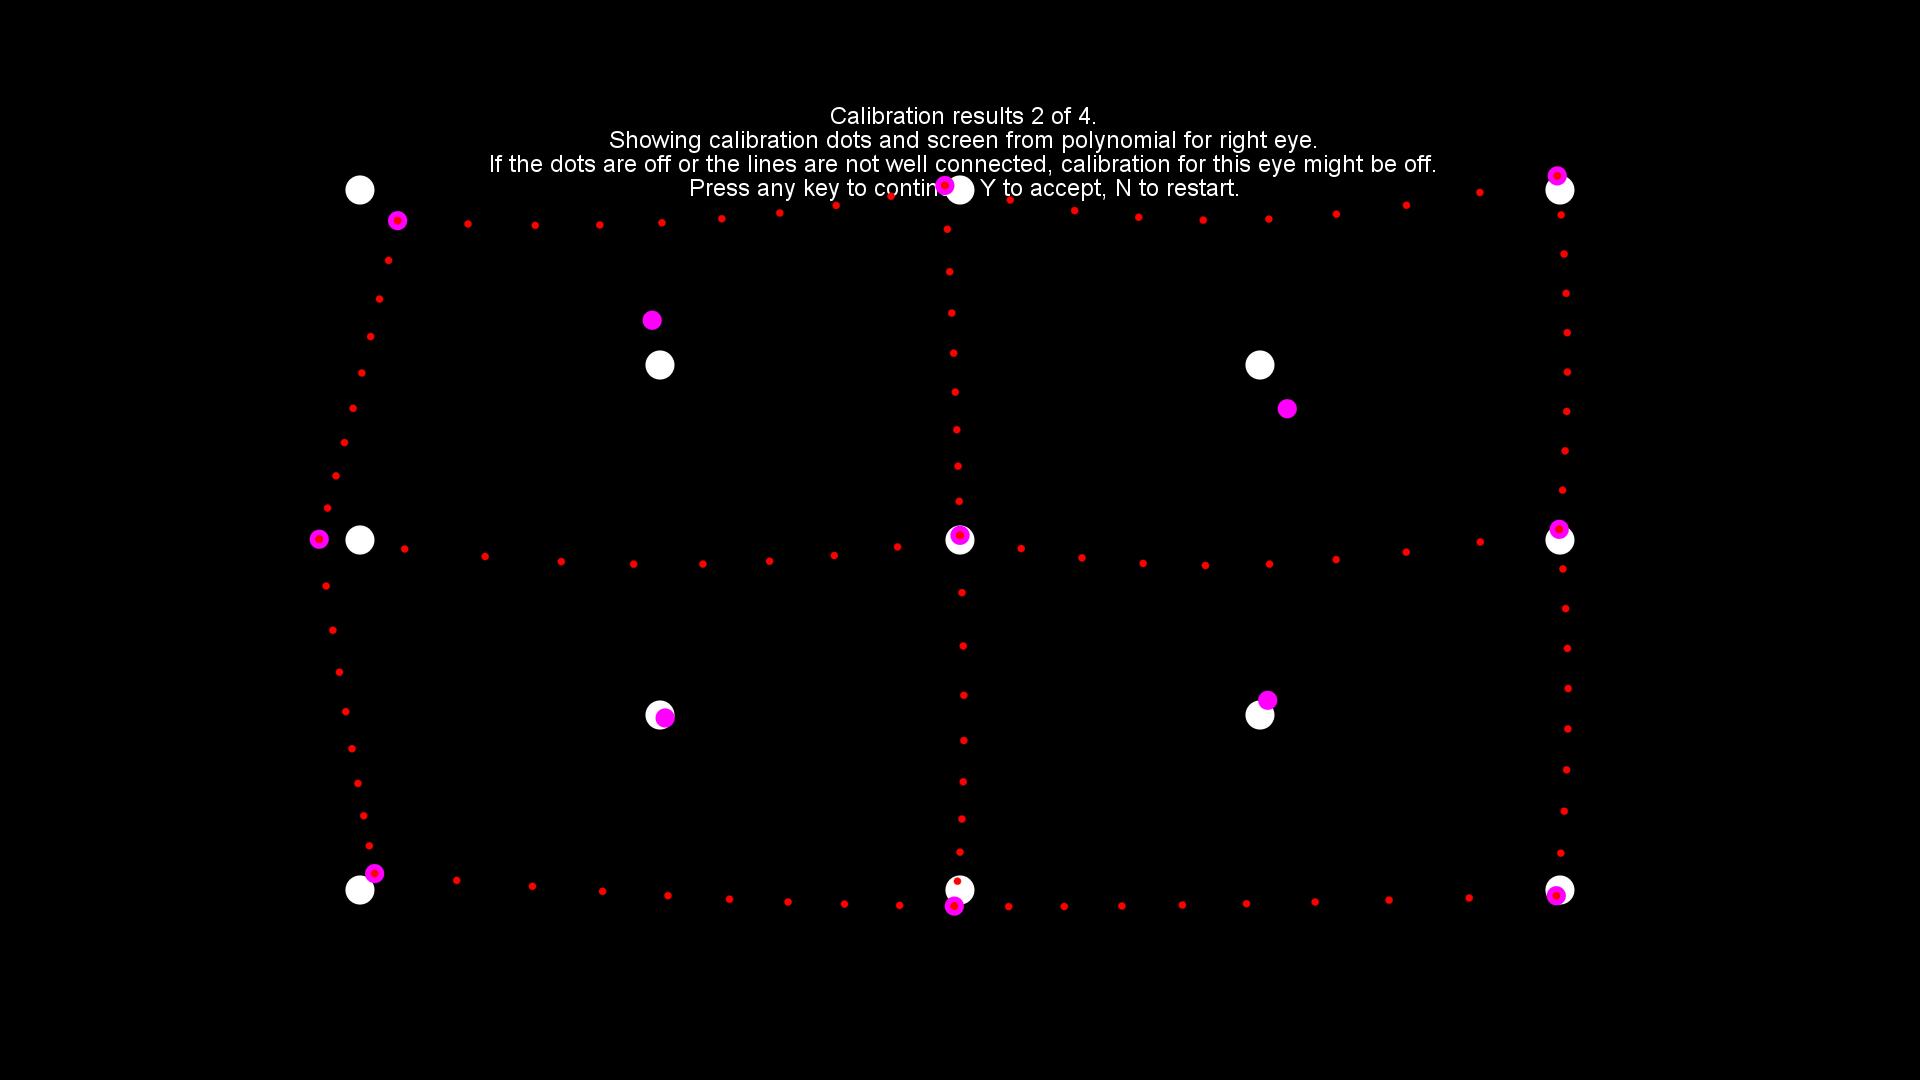 Calibration results 2 of 4.
Showing calibration dots and screen from polynomial for right eye.
If the dots are off or the lines are not well connected, calibration for this eye might be off.
Press any key to contin Y to accept, N to restart.